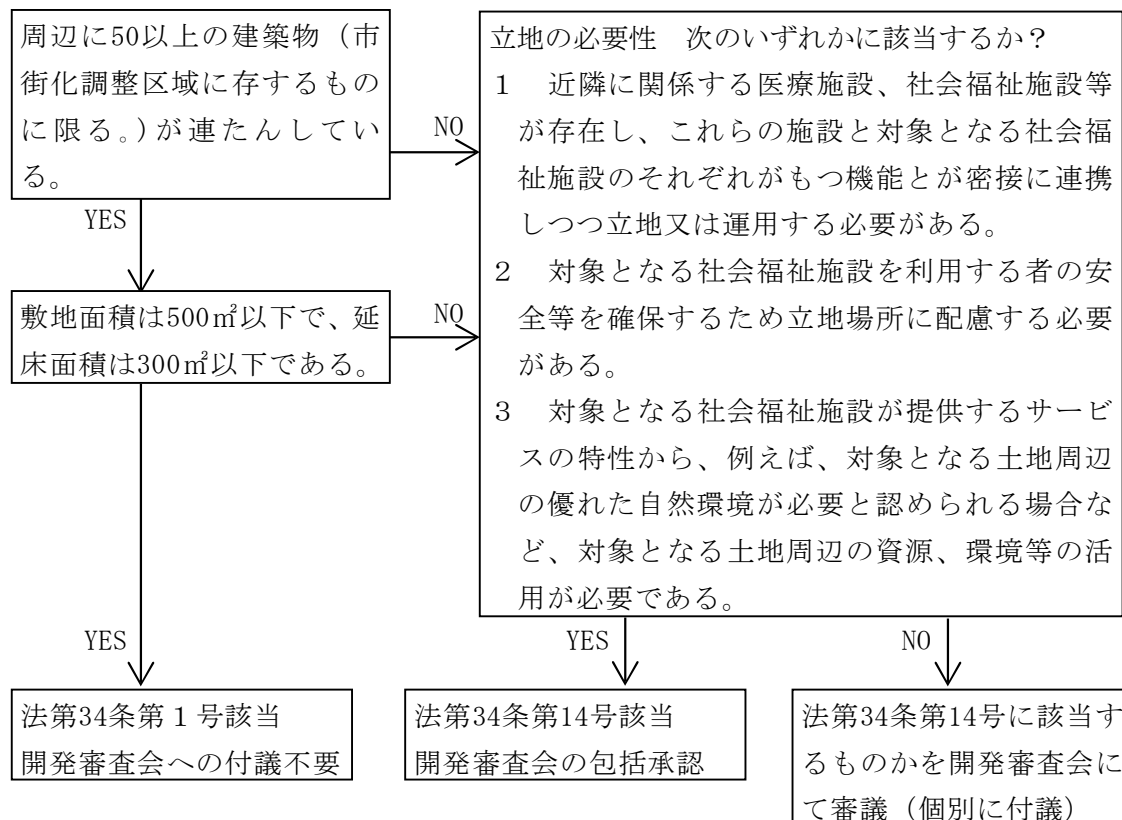 周辺に50以上の建築物（市
街化調整区域に存するもの
に限る。）が連たんしてい
る。
NO
YES
敷地面積は500㎡以下で、延
床面積は300㎡以下である。
NO
立地の必要性　次のいずれかに該当するか？
１　近隣に関係する医療施設、社会福祉施設等
が存在し、これらの施設と対象となる社会福
祉施設のそれぞれがもつ機能とが密接に連携
しつつ立地又は運用する必要がある。
２　対象となる社会福祉施設を利用する者の安
全等を確保するため立地場所に配慮する必要
がある。
３　対象となる社会福祉施設が提供するサービ
スの特性から、例えば、対象となる土地周辺
の優れた自然環境が必要と認められる場合な
ど、対象となる土地周辺の資源、環境等の活
用が必要である。
YES
YES
NO
法第34条第１号該当
開発審査会への付議不要
法第34条第14号該当
開発審査会の包括承認
法第34条第14号に該当す
るものかを開発審査会に
て審議（個別に付議）